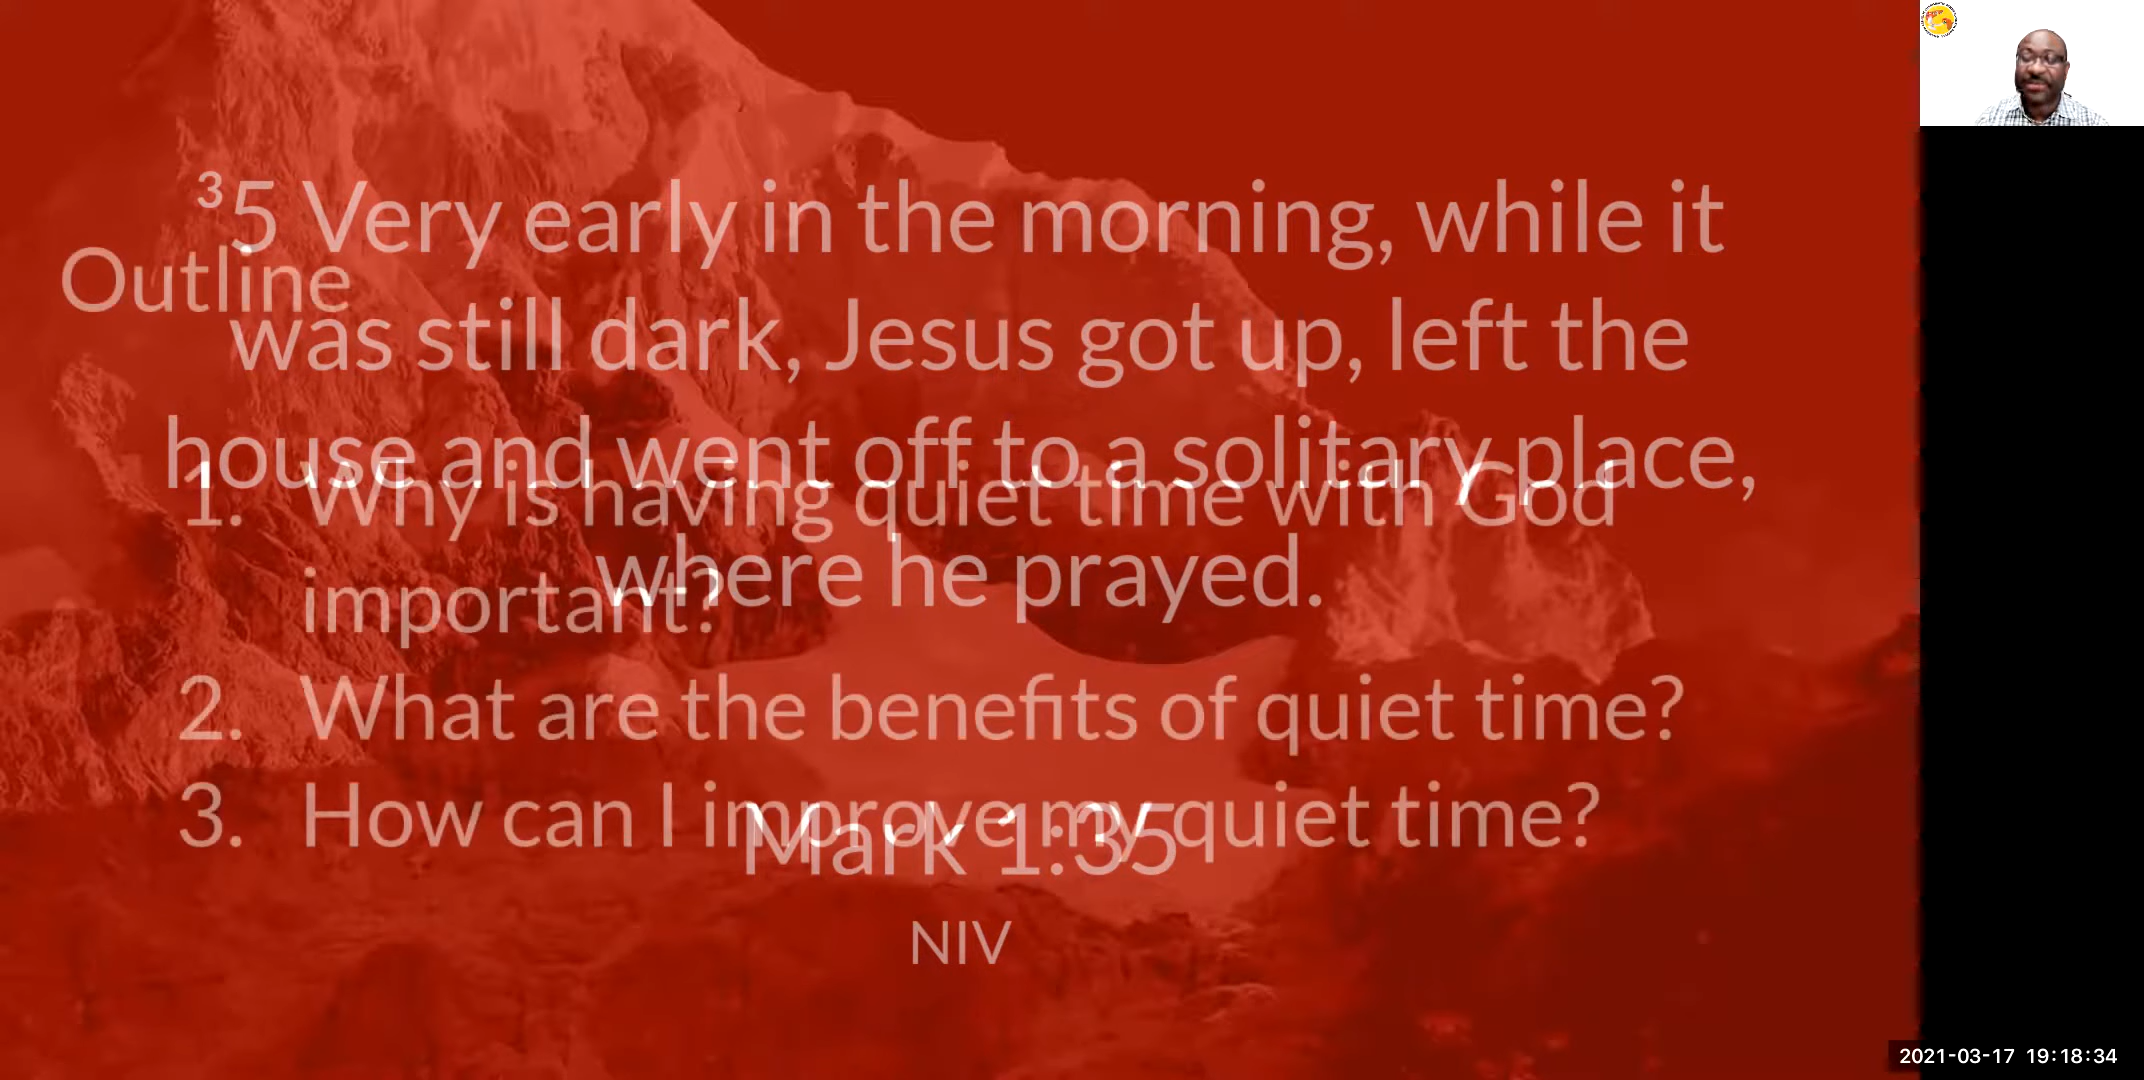 ³5 Very early in the morning, while it
was still dark, Jesus got up, left the
house and went off to a solitary place,
where he prayed.
Mark 1:35
NIV
Outline
1. Why is having quiet time with God
important?
2. What are the benefits of quiet time?
3. How can I improve my quiet time?
2021-03-17 19:18:34